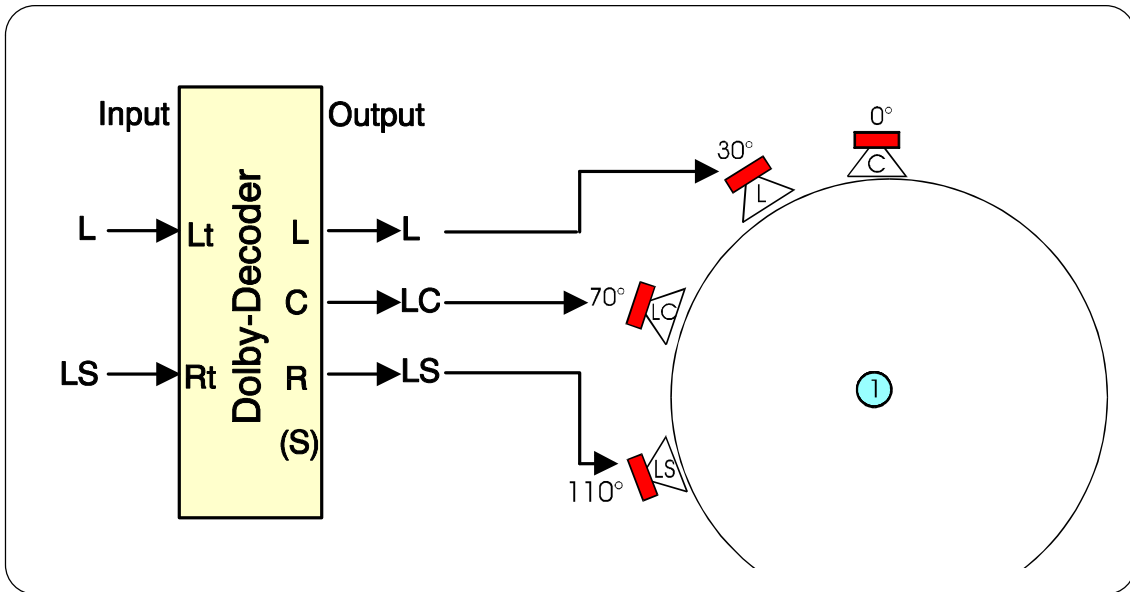 Input
Output
Dolby-Decoder
L
Lt
L
L
C
LC
LS
Rt
R
LS
(S)
0°
C
30°
L
70°
LC
110°
LS
1